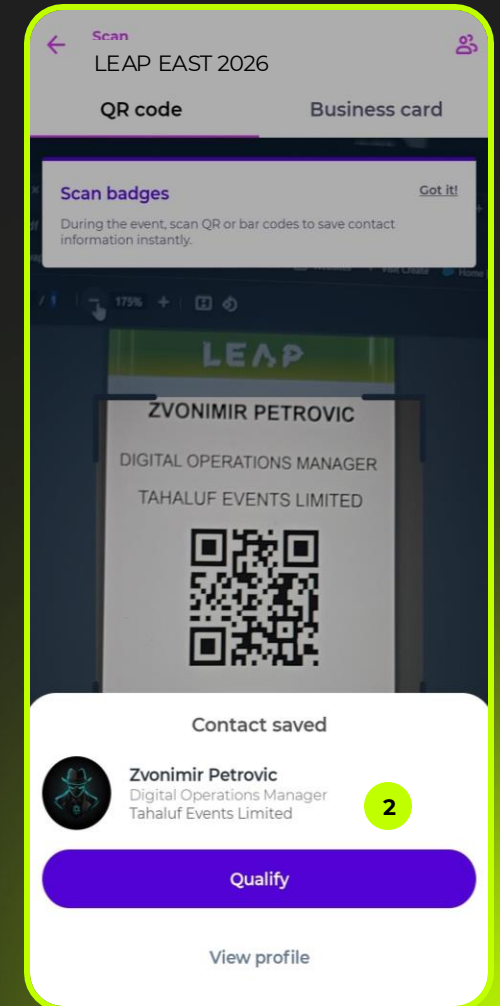 Scan
LEAP EAST 2026
QR code
Business card
Scan badges
Got it!
During the event, scan QR or bar codes to save contact
information instantly.
Home
/ 1
175%
LEAP
ZVONIMIR PETROVIC
DIGITAL OPERATIONS MANAGER
TAHALUF EVENTS LIMITED
Contact saved
Zvonimir Petrovic
Digital Operations Manager
Tahaluf Events Limited
2
Qualify
View profile